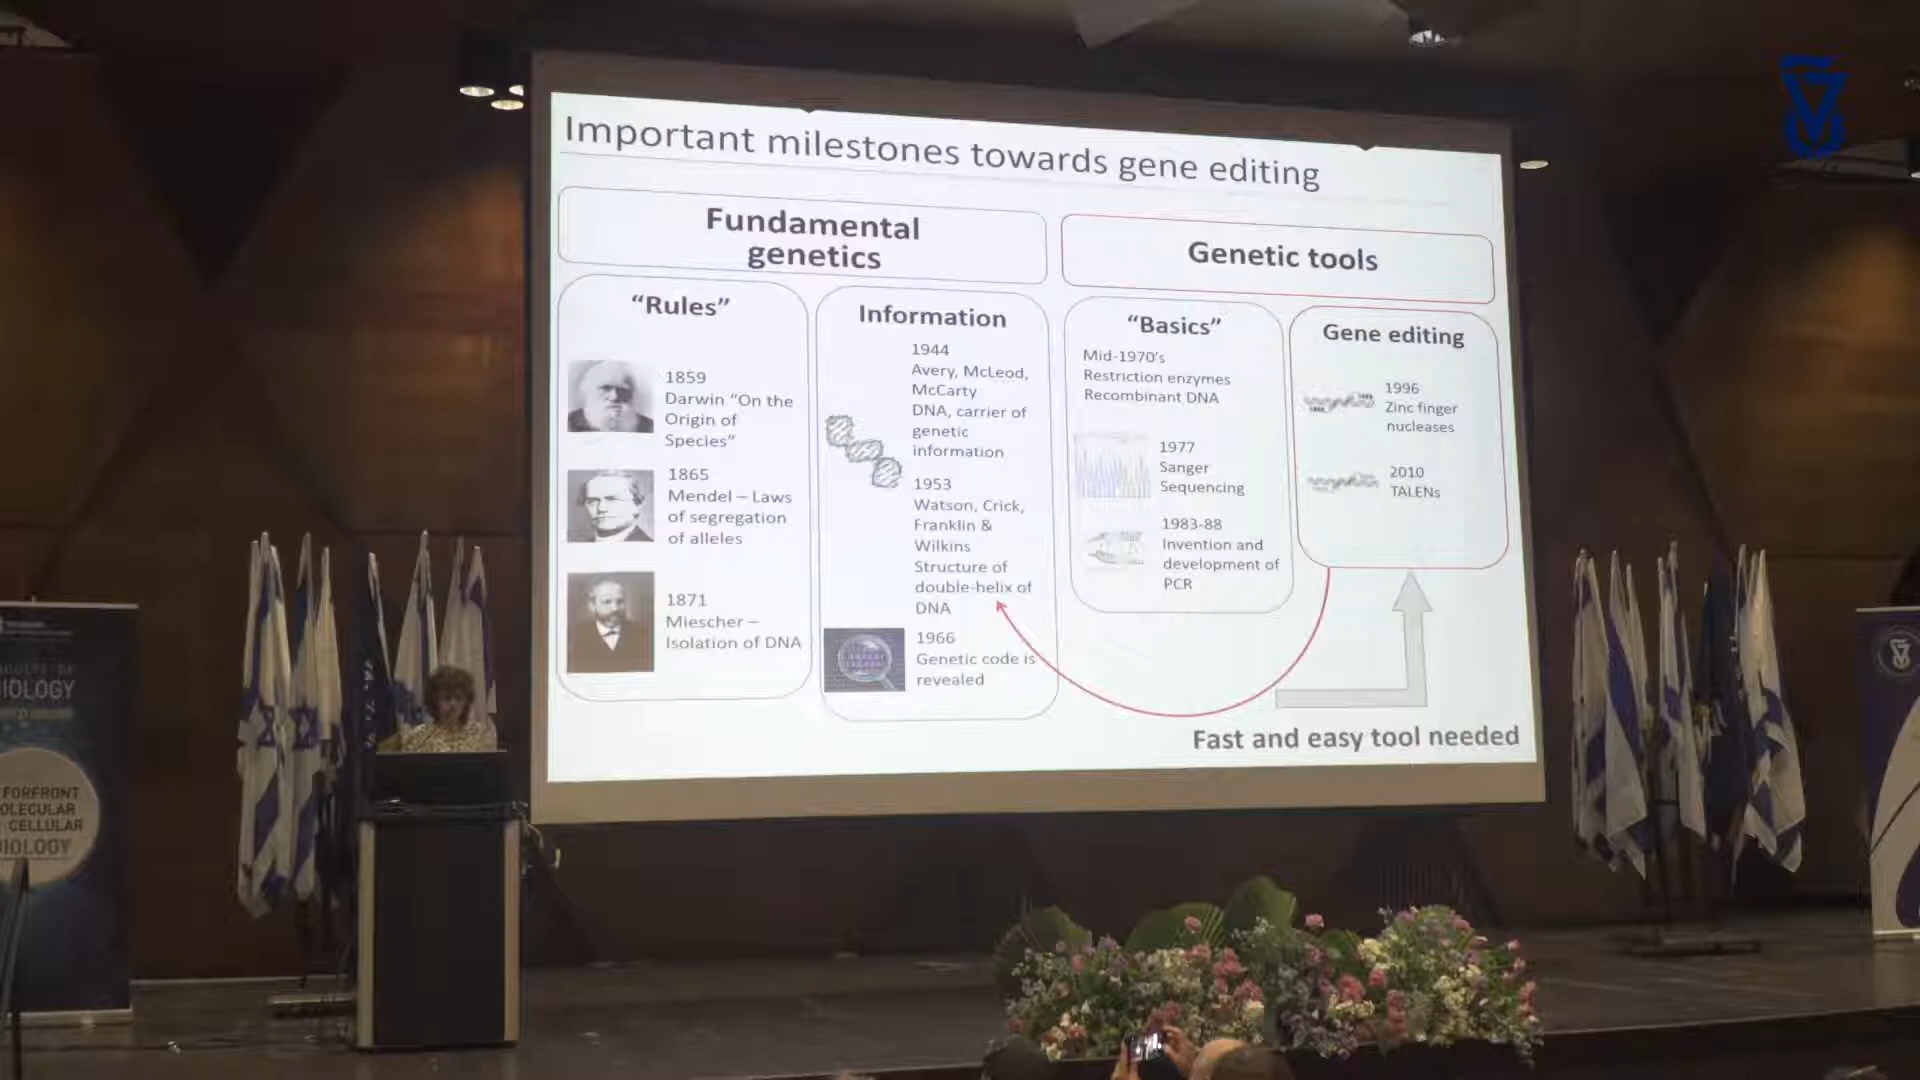 Important milestones towards gene editing
Fundamental
genetics
Genetic tools
“Rules”
1859
Darwin “On the
Origin of
Species”
1865
Mendel – Laws
of segregation
of alleles
1871
Miescher –
Isolation of DNA
Information
1944
Avery, McLeod,
McCarty
DNA, carrier of
genetic
information
1953
Watson, Crick,
Franklin &
Wilkins
Structure of
double-helix of
DNA
1966
Genetic code is
revealed
“Basics”
Mid-1970’s
Restriction enzymes
Recombinant DNA
1977
Sanger
Sequencing
1983-88
Invention and
development of
PCR
Gene editing
1996
Zinc finger
nucleases
2010
TALENs
Fast and easy tool needed
IOLOGY
FORFRONT
OLECULAR
CELLULAR
IOLOGY